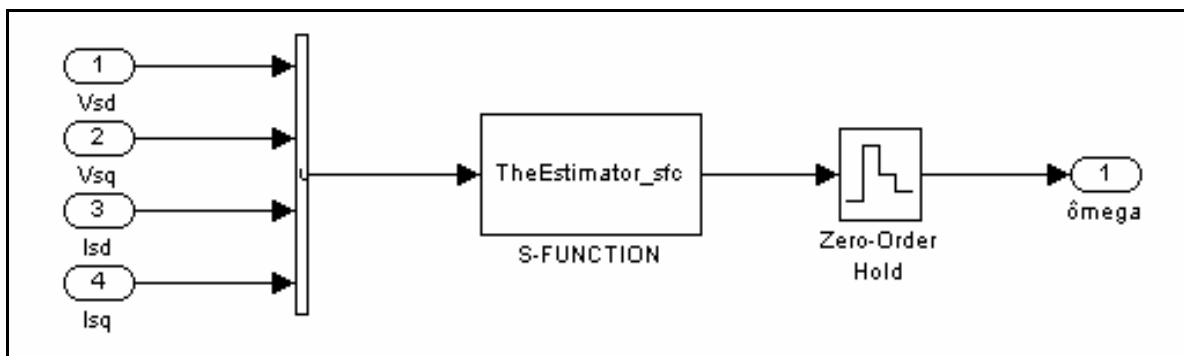 1
Vsd
2
Vsq
3
Isd
4
Isq
TheEstimator_sfc
S-FUNCTION
Zero-Order
Hold
1
ômega